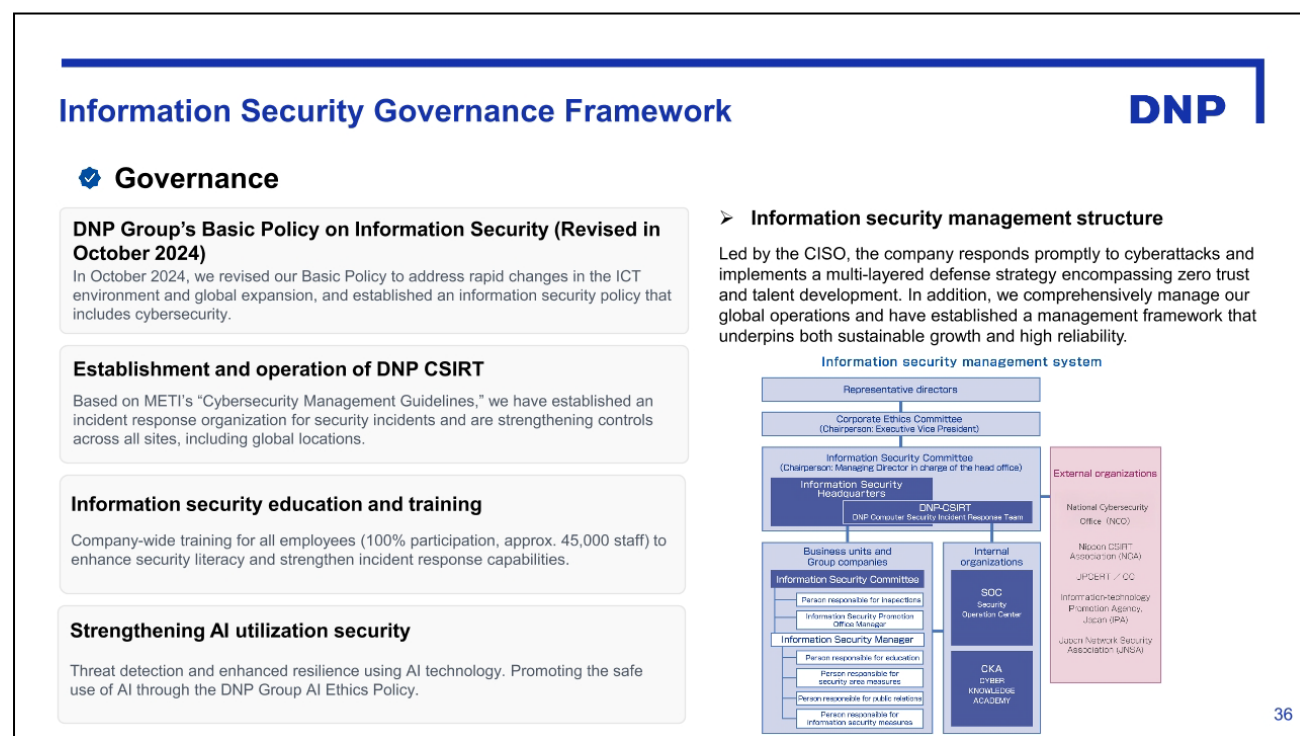 Information Security Governance Framework
DNP
Governance
DNP Group's Basic Policy on Information Security (Revised in
October 2024)
In October 2024, we revised our Basic Policy to address rapid changes in the ICT
environment and global expansion, and established an information security policy that
includes cybersecurity.
Establishment and operation of DNP CSIRT
Based on METI's “Cybersecurity Management Guidelines,” we have established an
incident response organization for security incidents and are strengthening controls
across all sites, including global locations.
Information security education and training
Company-wide training for all employees (100% participation, approx. 45,000 staff) to
enhance security literacy and strengthen incident response capabilities.
Strengthening AI utilization security
Threat detection and enhanced resilience using AI technology. Promoting the safe
use of AI through the DNP Group AI Ethics Policy.
Information security management structure
Led by the CISO, the company responds promptly to cyberattacks and
implements a multi-layered defense strategy encompassing zero trust
and talent development. In addition, we comprehensively manage our
global operations and have established a management framework that
underpins both sustainable growth and high reliability.
Information security management system
Representative directors
Corporate Ethics Committee
(Chairperson: Executive Vice President)
Information Security Committee
(Chairperson: Managing Director in charge of the head office)
Information Security
Headquarters
DNP-CSIRT
DNP Computer Security Incident Response Team
Business units and
Group companies
Information Security Committee
Person responsible for inspections
Information Security Promotion
Office Manager
Information Security Manager
Person responsible for education
Person responsible for
security area measures
Person responsible for public relations
Person responsible for
information security measures
Internal
organizations
SOC
Security
Operation Center
CKA
CYBER
KNOWLEDGE
ACADEMY
External organizations
National Cybersecurity
Office (NCO)
Nippon CSIRT
Association (NCA)
JPCERT / CC
Information-technology
Promotion Agency,
Japan (IPA)
Japan Network Security
Association (JNSA)
36